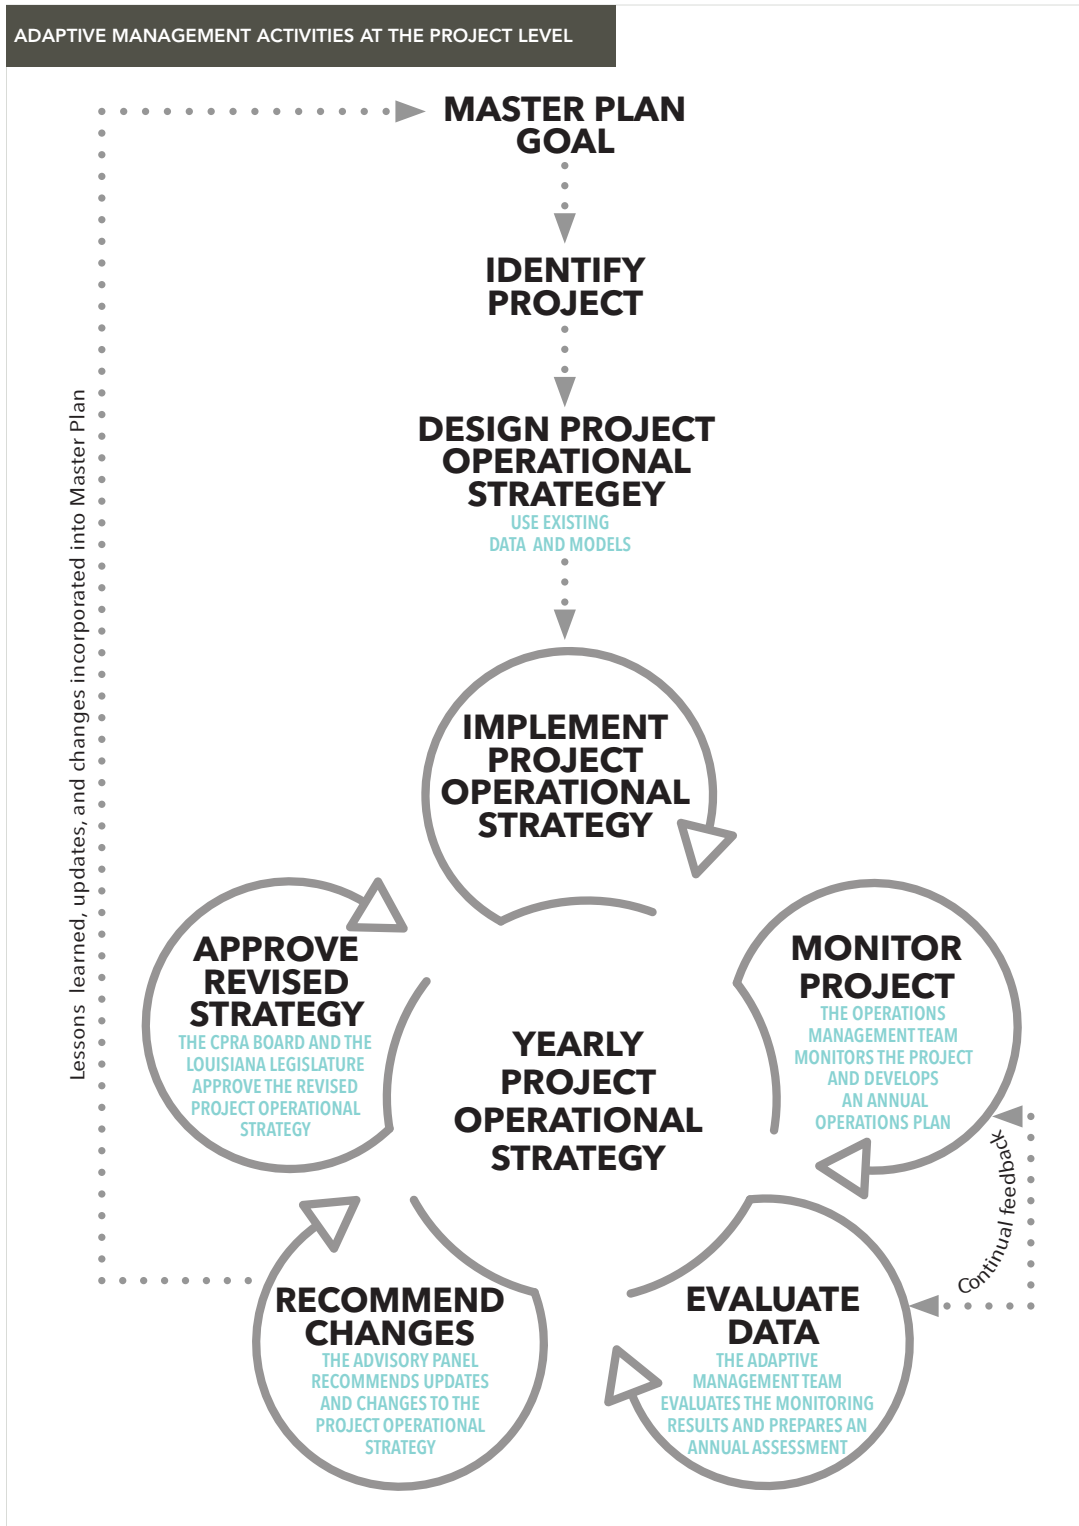 ADAPTIVE MANAGEMENT ACTIVITIES AT THE PROJECT LEVEL
MASTER PLAN
GOAL
IDENTIFY
PROJECT
DESIGN PROJECT
OPERATIONAL
STRATEGEY
USE EXISTING
DATA AND MODELS
Lessons learned, updates, and changes incorporated into Master Plan
IMPLEMENT
PROJECT
OPERATIONAL
STRATEGY
MONITOR
PROJECT
THE OPERATIONS
MANAGEMENT TEAM
MONITORS THE PROJECT
AND DEVELOPS
AN ANNUAL
OPERATIONS PLAN
Continual feedback
EVALUATE
DATA
THE ADAPTIVE
MANAGEMENT TEAM
EVALUATES THE MONITORING
RESULTS AND PREPARES AN
ANNUAL ASSESSMENT
RECOMMEND
CHANGES
THE ADVISORY PANEL
RECOMMENDS UPDATES
AND CHANGES TO THE
PROJECT OPERATIONAL
STRATEGY
APPROVE
REVISED
STRATEGY
THE CPRA BOARD AND THE
LOUISIANA LEGISLATURE
APPROVE THE REVISED
PROJECT OPERATIONAL
STRATEGY
YEARLY
PROJECT
OPERATIONAL
STRATEGY